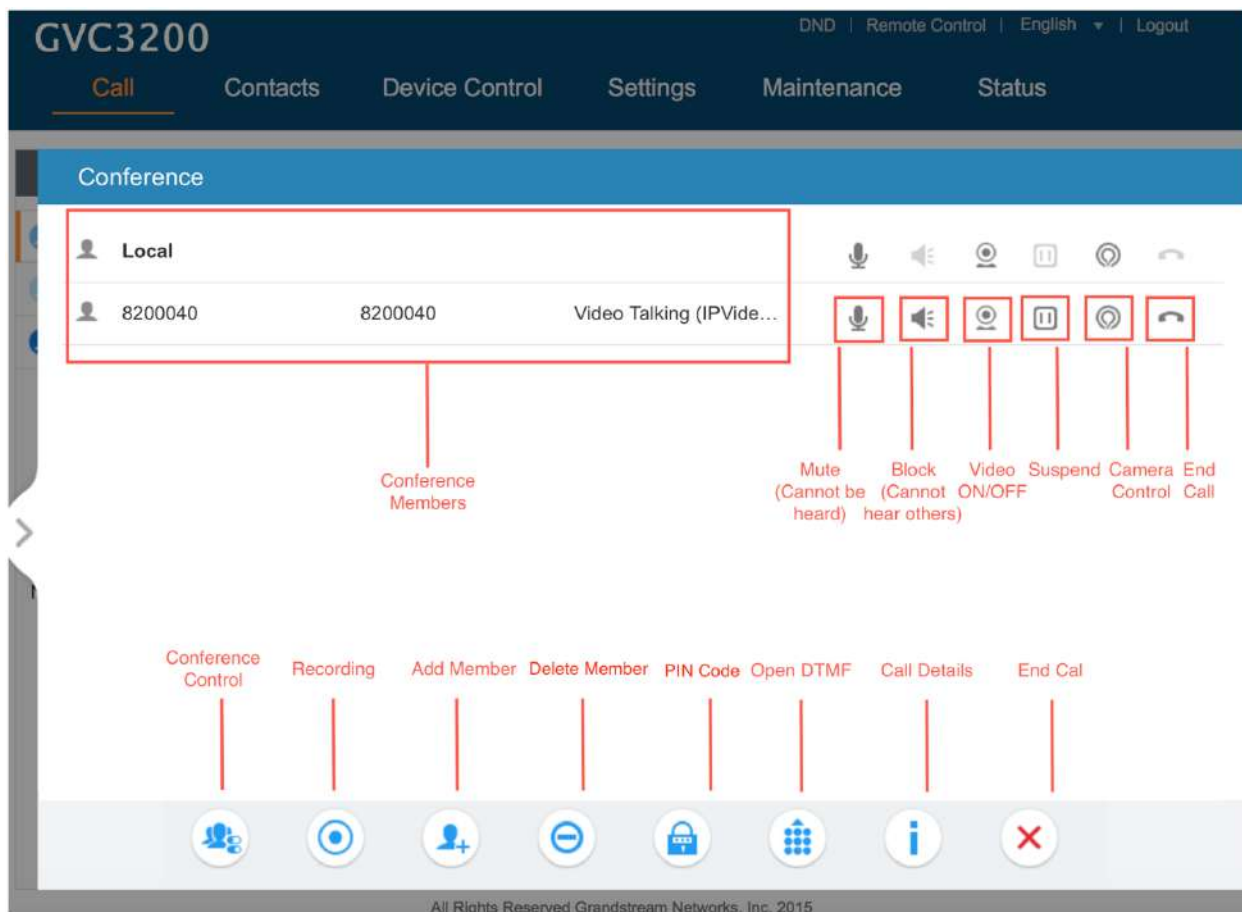 GVC3200
DND | Remote Control | English | Logout
Call Contacts Device Control Settings Maintenance Status
Conference
Local
8200040 8200040 Video Talking (IPVide...
Conference
Members
Mute
(Cannot be
heard)
Block
(Cannot
hear others)
Video
ON/OFF
Suspend
Camera
Control
End
Call
Conference
Control
Recording
Add Member
Delete Member
PIN Code
Open DTMF
Call Details
End Cal
All Rights Reserved Grandstream Networks, Inc. 2015